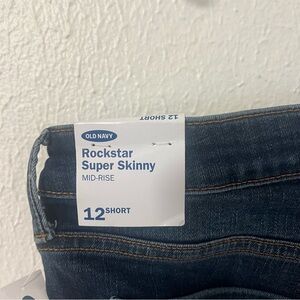 12 SHORT
OLD NAVY
Rockstar
Super Skinny
MID-RISE
12 SHORT